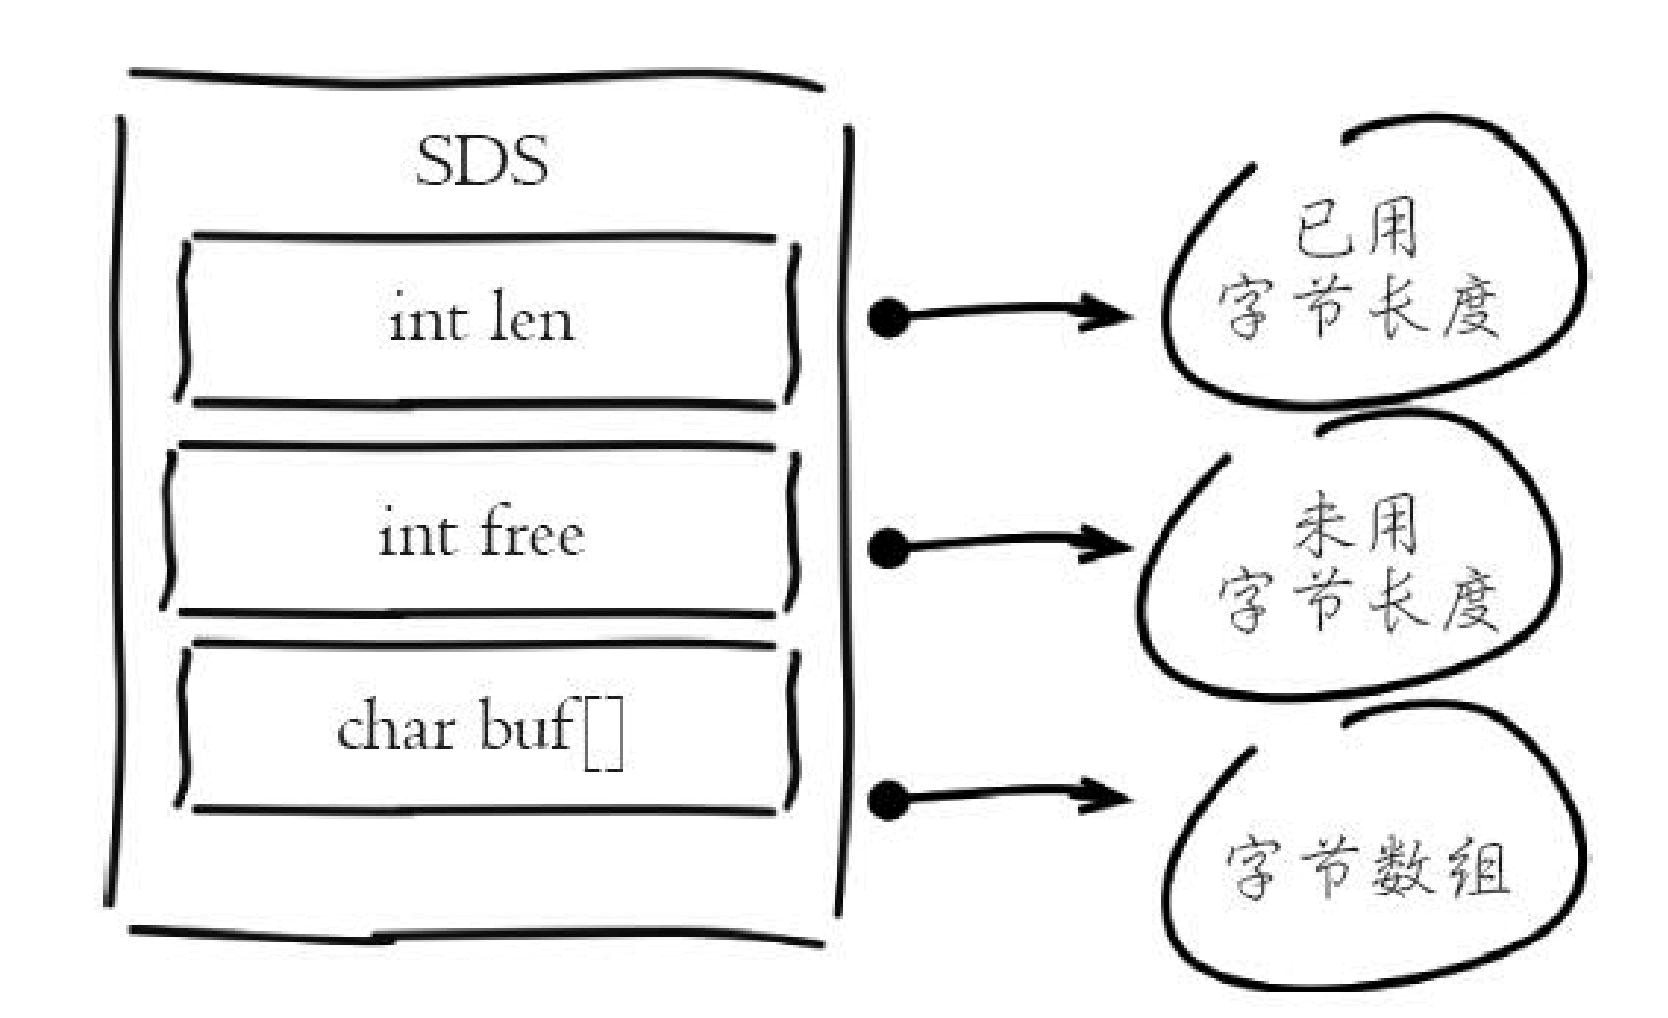 SDS
int len
已用
字节长度
int free
未用
字节长度
char buf[]
字节数组